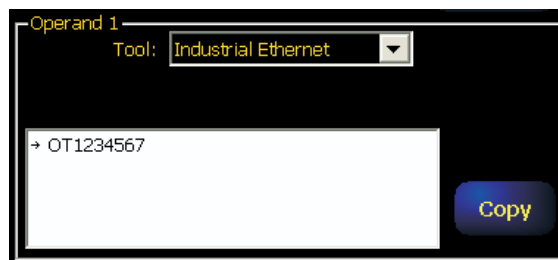 Operand 1
Tool: Industrial Ethernet
→ OT1234567
Copy